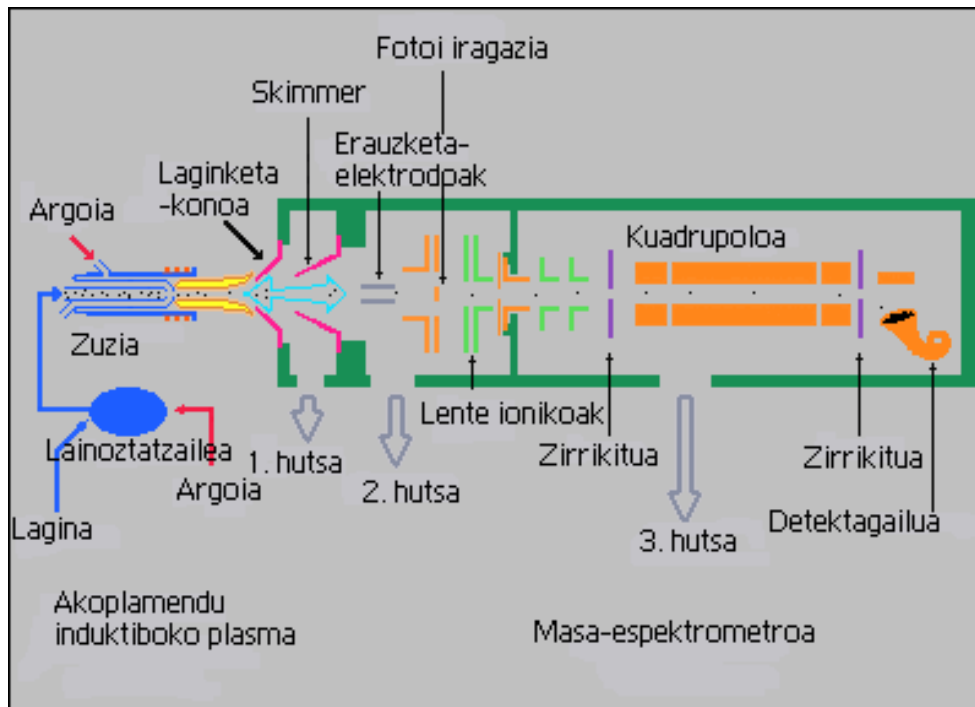 Fotoi iragazia
Skimmer
Erauzketa-
elektrodoak
Laginketa
-konoa
Argoia
Kuadrupoloa
Zuzia
Lainoztatzailea
Argoia
Lagina
1. hutsa
2. hutsa
Lente ionikoak
Zirrikitua
3. hutsa
Zirrikitua
Detektagailua
Akoplamendu
induktiboko plasma
Masa-espektrometroa